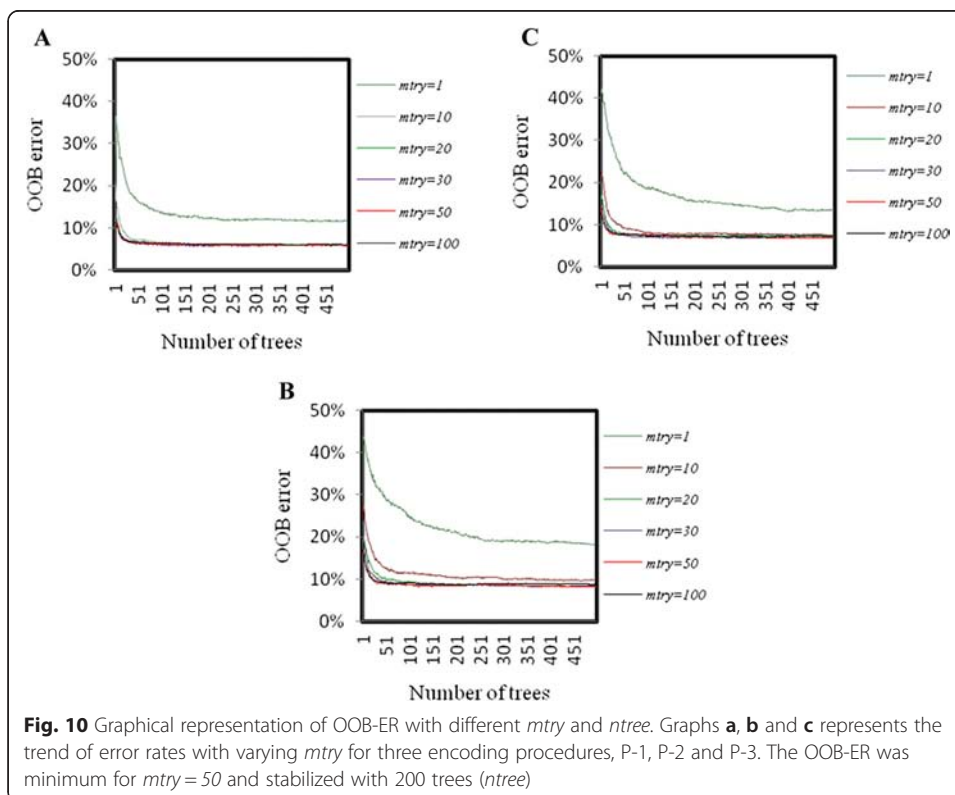 A
50%
40%
30%
20%
10%
0%
OOB error
1
51
101
151
201
251
301
351
401
451
Number of trees
mtry=1
mtry=10
mtry=20
mtry=30
mtry=50
mtry=100
C
50%
40%
30%
20%
10%
0%
OOB error
1
51
101
151
201
251
301
351
401
451
Number of trees
mtry=1
mtry=10
mtry=20
mtry=30
mtry=50
mtry=100
B
50%
40%
30%
20%
10%
0%
OOB error
1
51
101
151
201
251
301
351
401
451
Number of trees
mtry=1
mtry=10
mtry=20
mtry=30
mtry=50
mtry=100
Fig. 10 Graphical representation of OOB-ER with different mtry and ntree. Graphs a, b and c represents the
trend of error rates with varying mtry for three encoding procedures, P-1, P-2 and P-3. The OOB-ER was
minimum for mtry = 50 and stabilized with 200 trees (ntree)